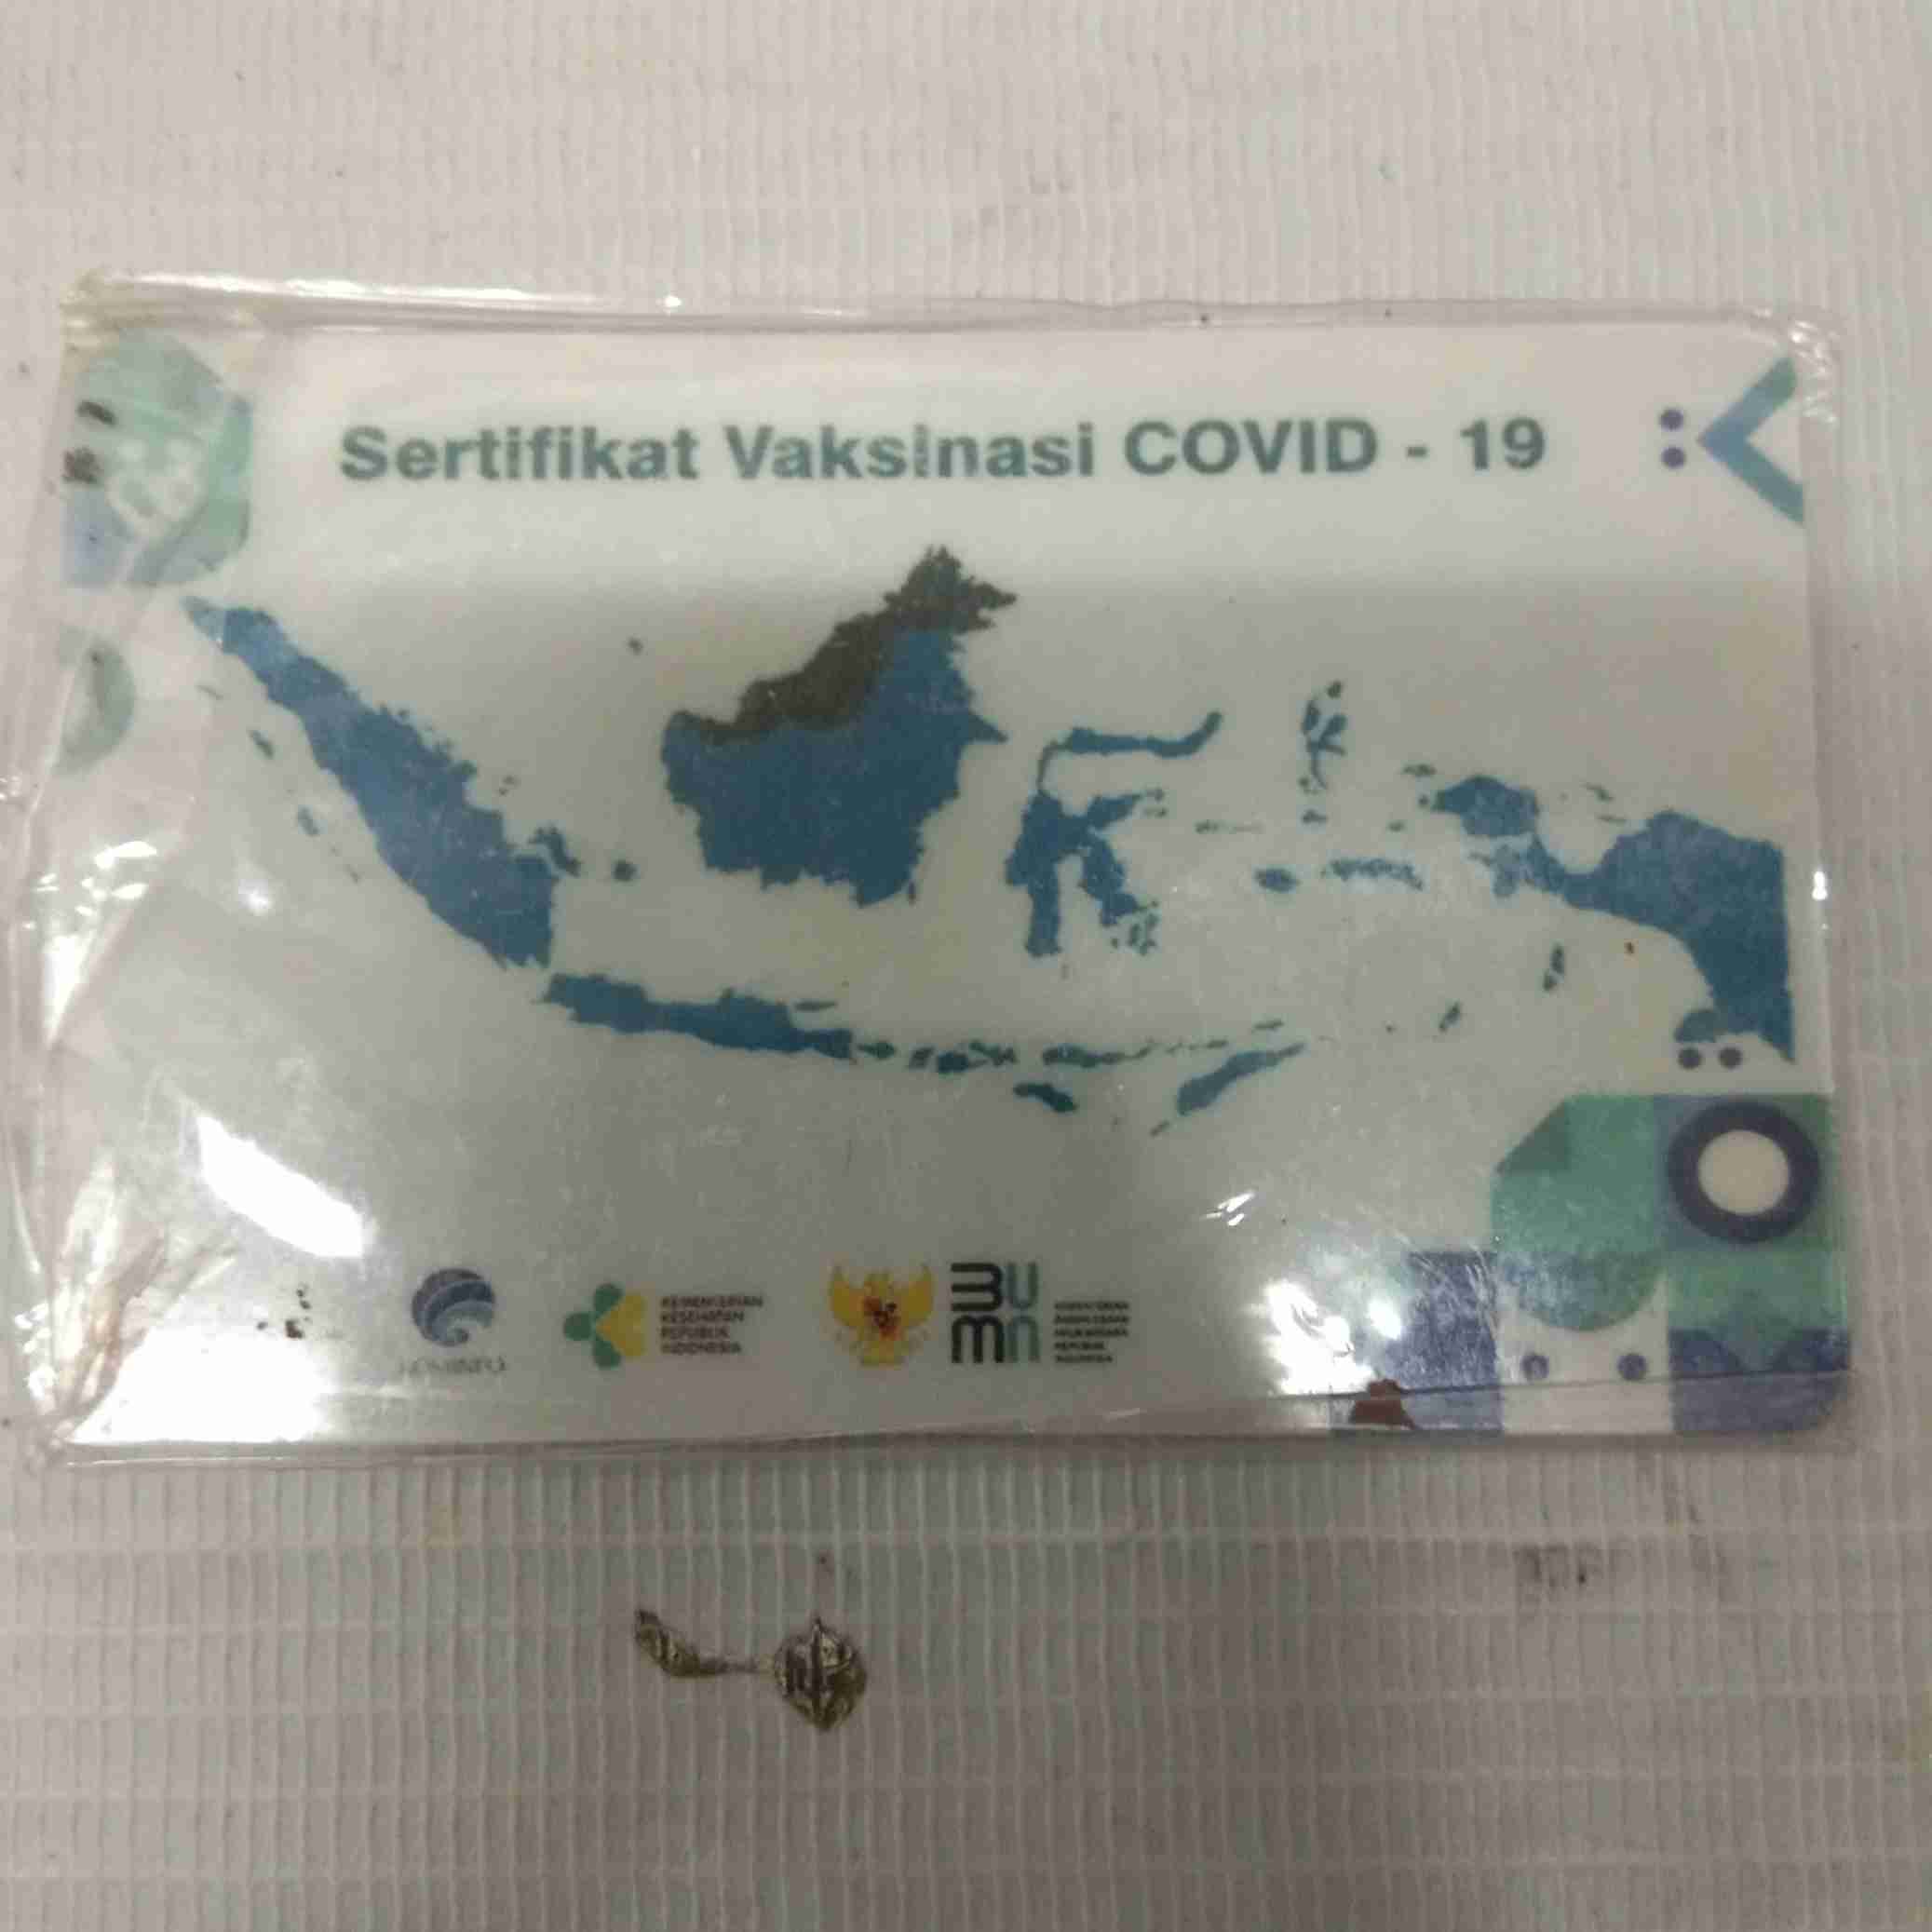 Sertifikat Vaksinasi COVID - 19
KOMINFO
KEMENTERIAN
KESEHATAN
REPUBLIK
INDONESIA
BUMN